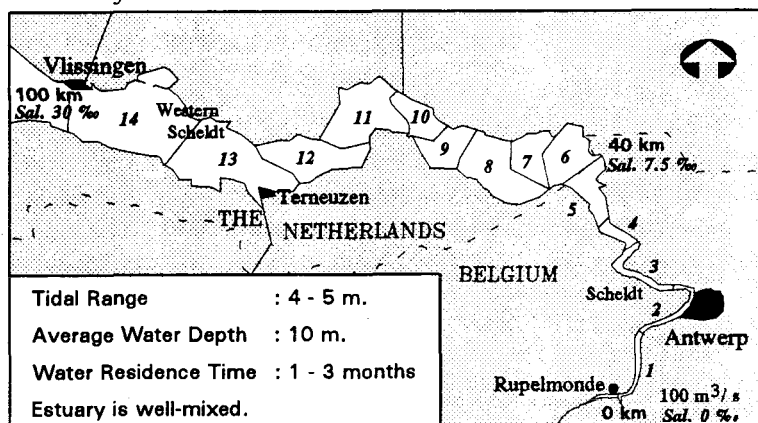 Vlissingen
100 km
Sal. 30 ‰
14
Western
Scheldt
13
12
11
10
9
8
7
6
40 km
Sal. 7.5 ‰
5
4
3
2
1
Terneuzen
THE NETHERLANDS
BELGIUM
Scheldt
Antwerp
Rupelmonde
0 km
100 m³/s
Sal. 0 ‰
Tidal Range : 4 - 5 m.
Average Water Depth : 10 m.
Water Residence Time : 1 - 3 months
Estuary is well-mixed.